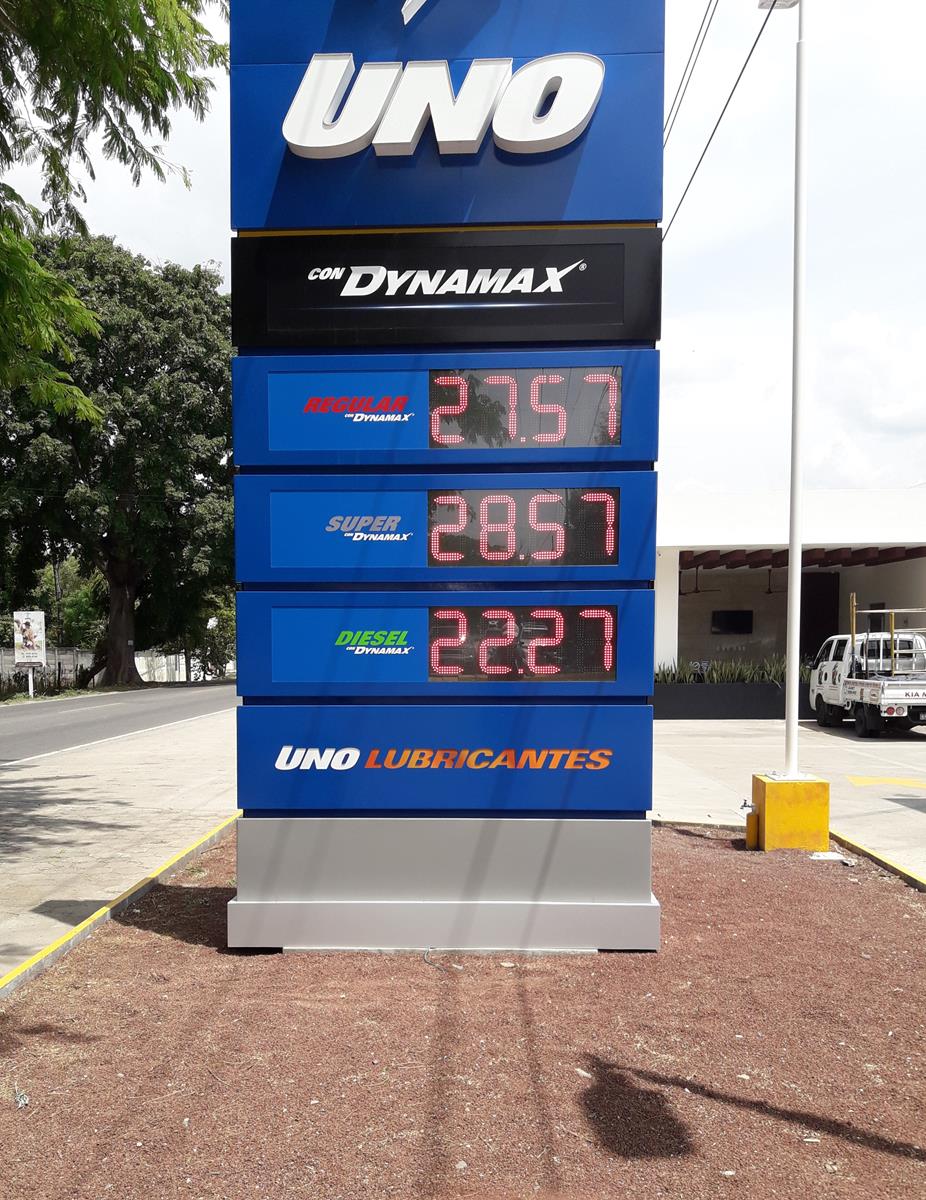 UNO
CON DYNAMAX®
REGULAR
CON DYNAMAX
27.57
SUPER
CON DYNAMAX
28.57
DIESEL
CON DYNAMAX
22.27
UNO LUBRICANTES
KIA M